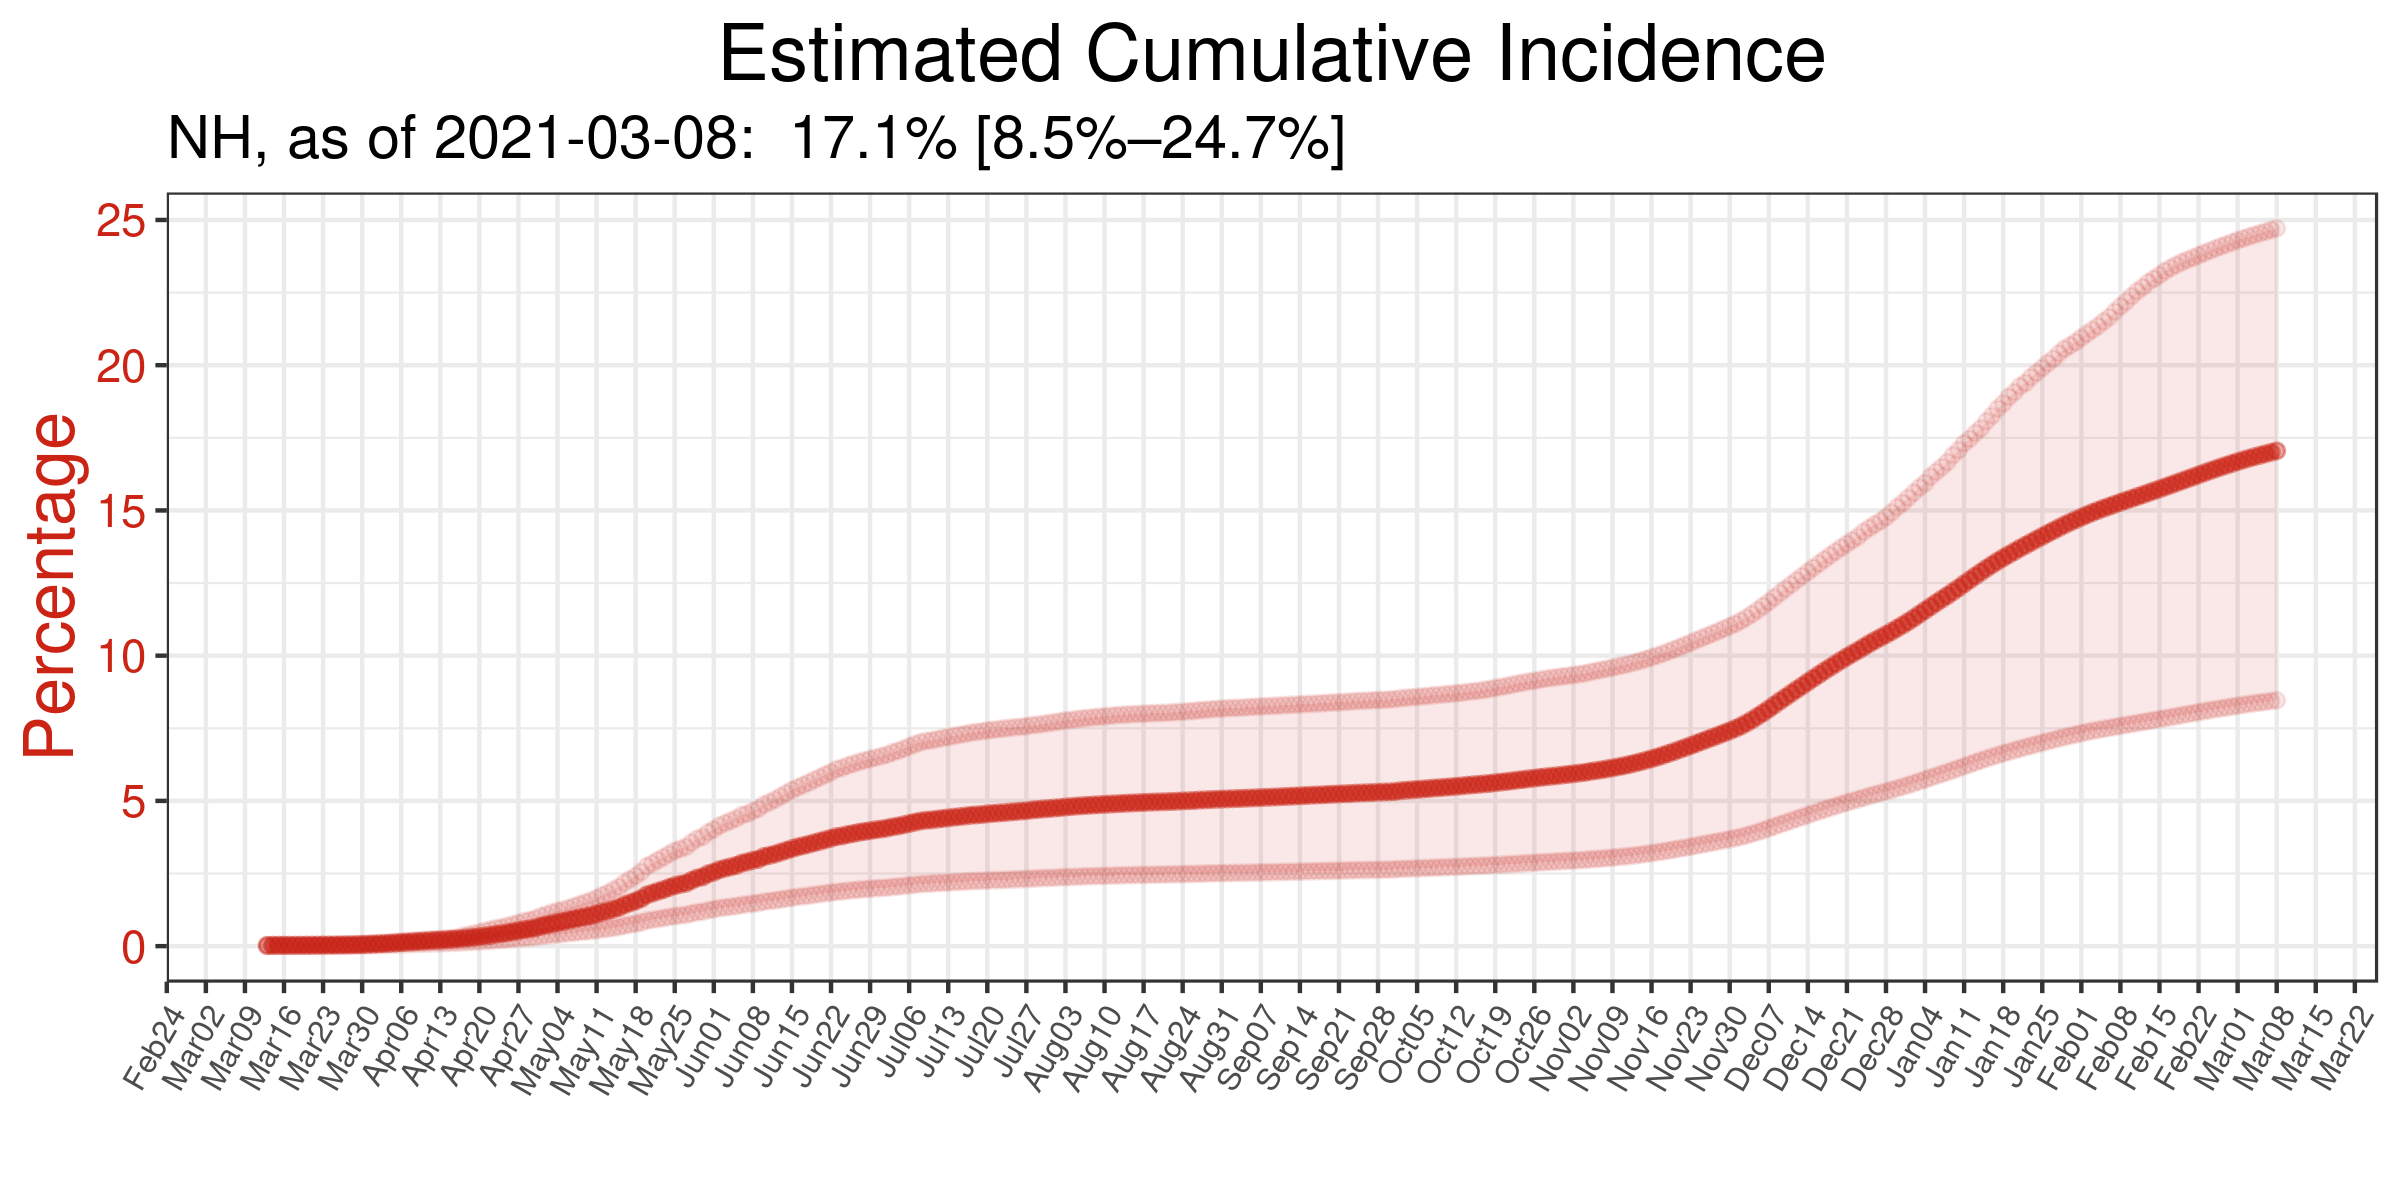 Estimated Cumulative Incidence
NH, as of 2021-03-08:  17.1% [8.5%–24.7%]
Percentage
25
20
15
10
5
0
Feb24
Mar02
Mar09
Mar16
Mar23
Mar30
Apr06
Apr13
Apr20
Apr27
May04
May11
May18
May25
Jun01
Jun08
Jun15
Jun22
Jun29
Jul06
Jul13
Jul20
Jul27
Aug03
Aug10
Aug17
Aug24
Aug31
Sep07
Sep14
Sep21
Sep28
Oct05
Oct12
Oct19
Oct26
Nov02
Nov09
Nov16
Nov23
Nov30
Dec07
Dec14
Dec21
Dec28
Jan04
Jan11
Jan18
Jan25
Feb01
Feb08
Feb15
Feb22
Mar01
Mar08
Mar15
Mar22